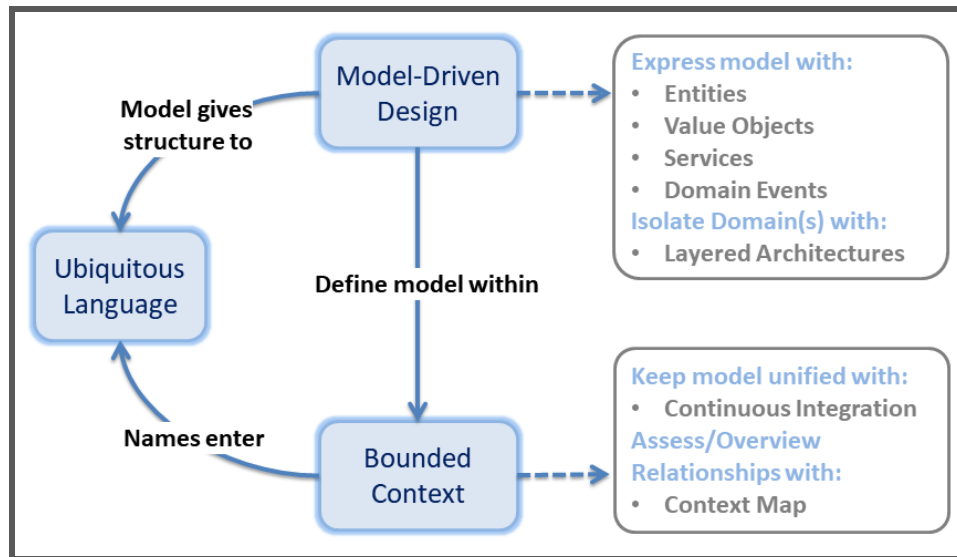 Model-Driven
Design
Express model with:
• Entities
• Value Objects
• Services
• Domain Events
Isolate Domain(s) with:
• Layered Architectures
Model gives
structure to
Ubiquitous
Language
Define model within
Names enter
Bounded
Context
Keep model unified with:
• Continuous Integration
Assess/Overview
Relationships with:
• Context Map